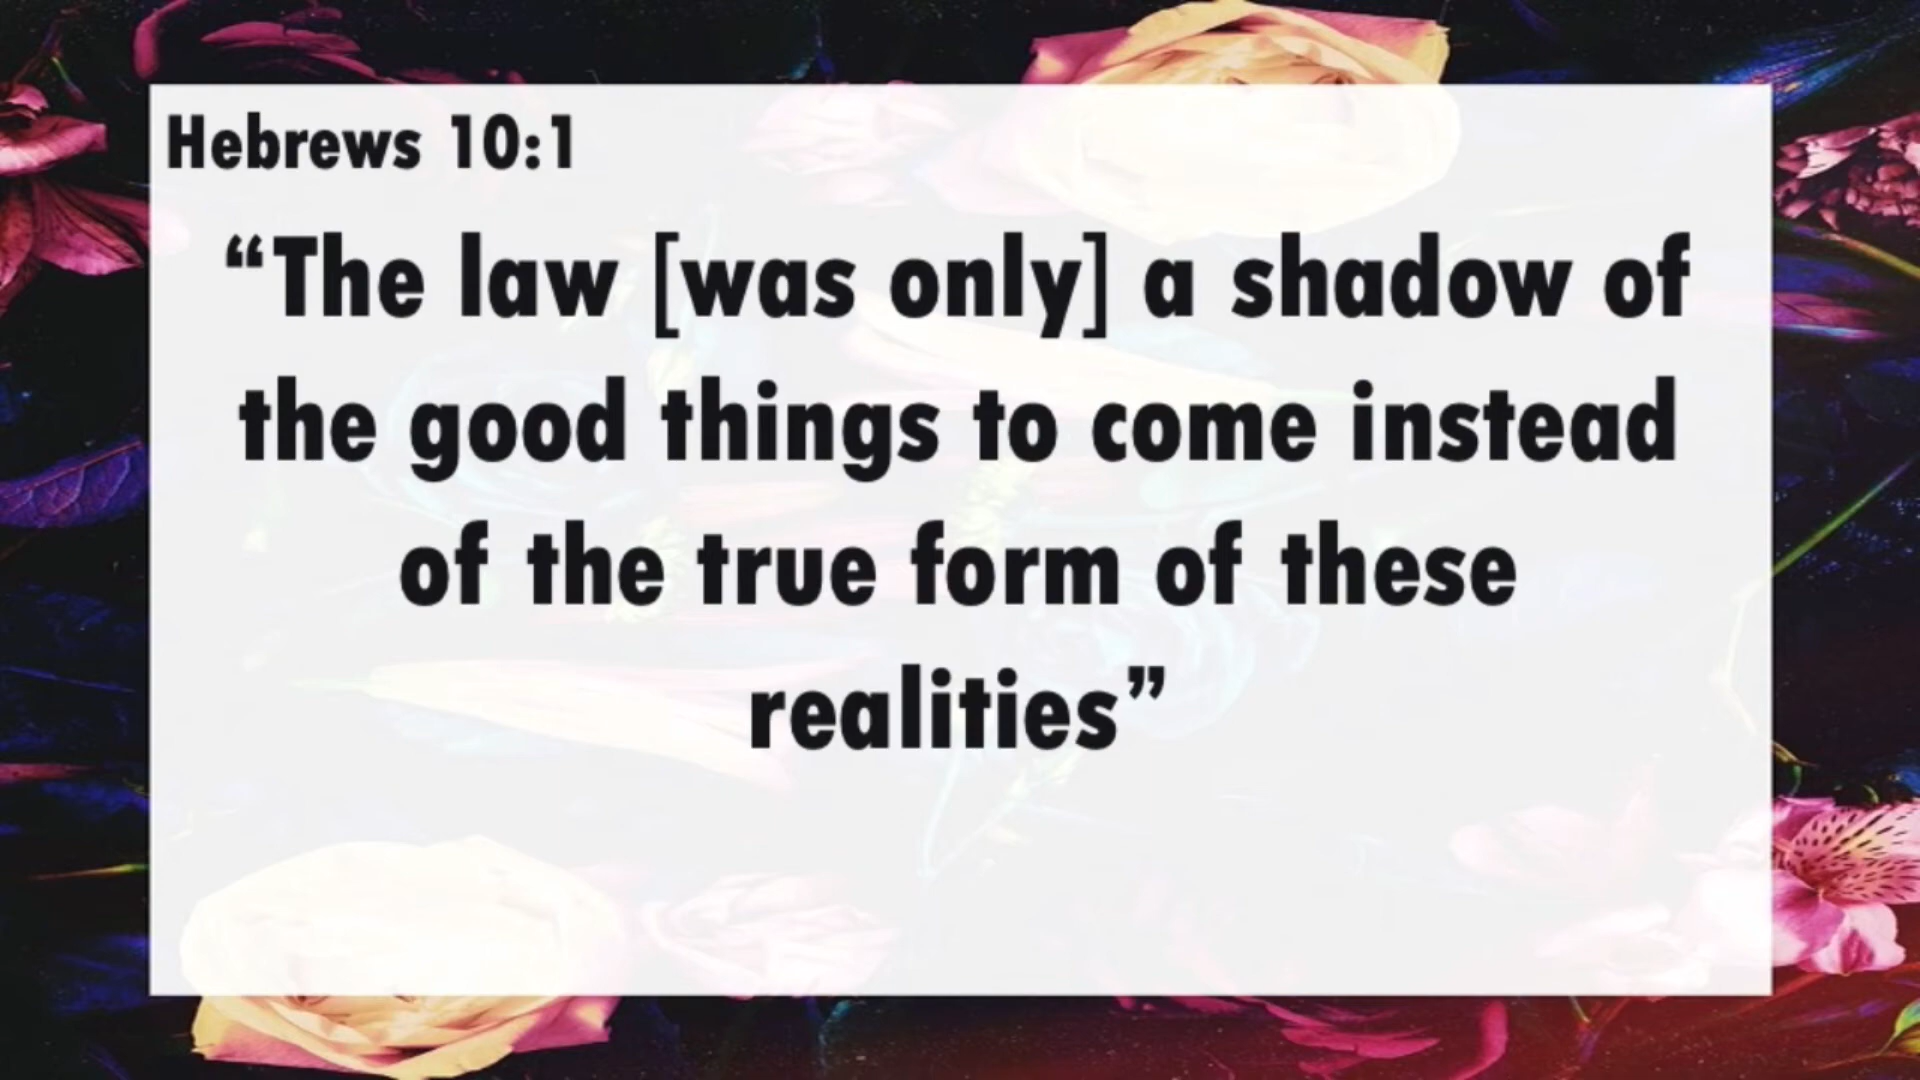 Hebrews 10:1
“The law [was only] a shadow of
the good things to come instead
of the true form of these
realities”